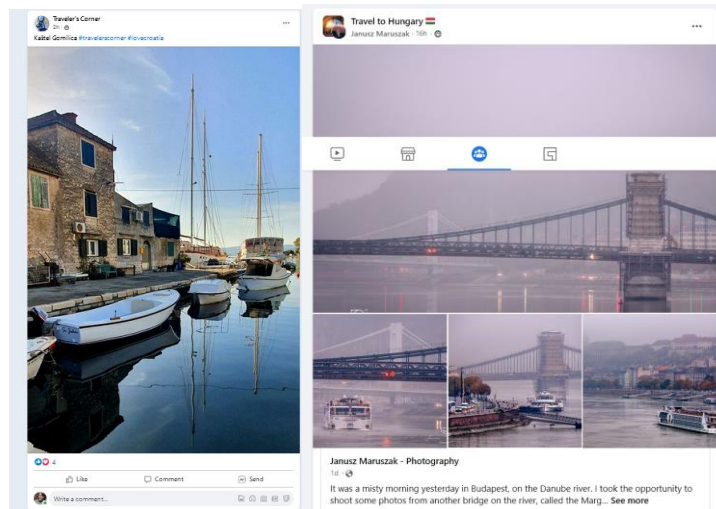 Traveler's Corner
2h
Kaštel Gomilica #travelerscorner #lovecroatia
4
Like
Comment
Send
Write a comment...
Travel to Hungary
Janusz Maruszak · 16h ·
Janusz Maruszak - Photography
1d ·
It was a misty morning yesterday in Budapest, on the Danube river. I took the opportunity to
shoot some photos from another bridge on the river, called the Marg... See more